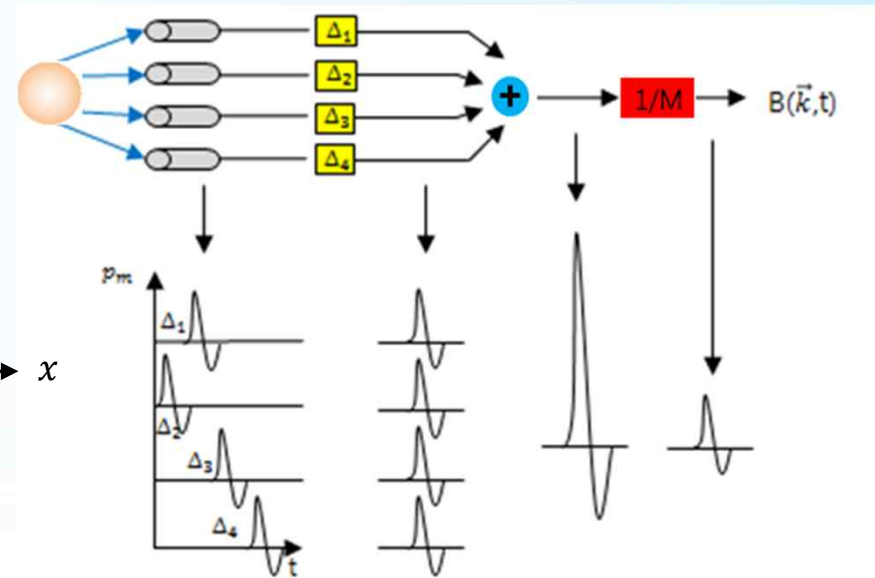 Δ₁
Δ₂
Δ₃
Δ₄
+
1/M
B(k⃗,t)
pₘ
Δ₁
Δ₂
Δ₃
Δ₄
t
x